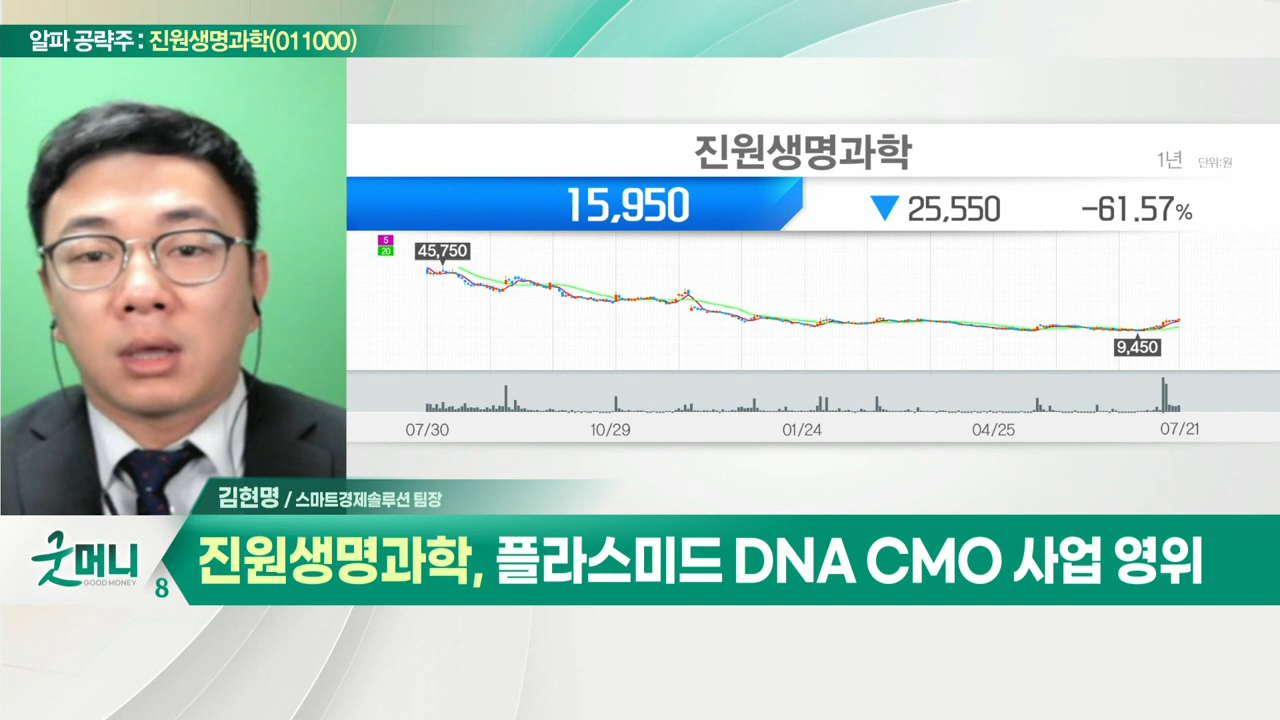 알파 공략주 : 진원생명과학(011000)
진원생명과학
1년 단위:원
15,950 ▼ 25,550 -61.57%
5
20
45,750
9,450
07/30 10/29 01/24 04/25 07/21
김현명 / 스마트경제솔루션 팀장
굿머니
GOOD MONEY
8
진원생명과학, 플라스미드 DNA CMO 사업 영위